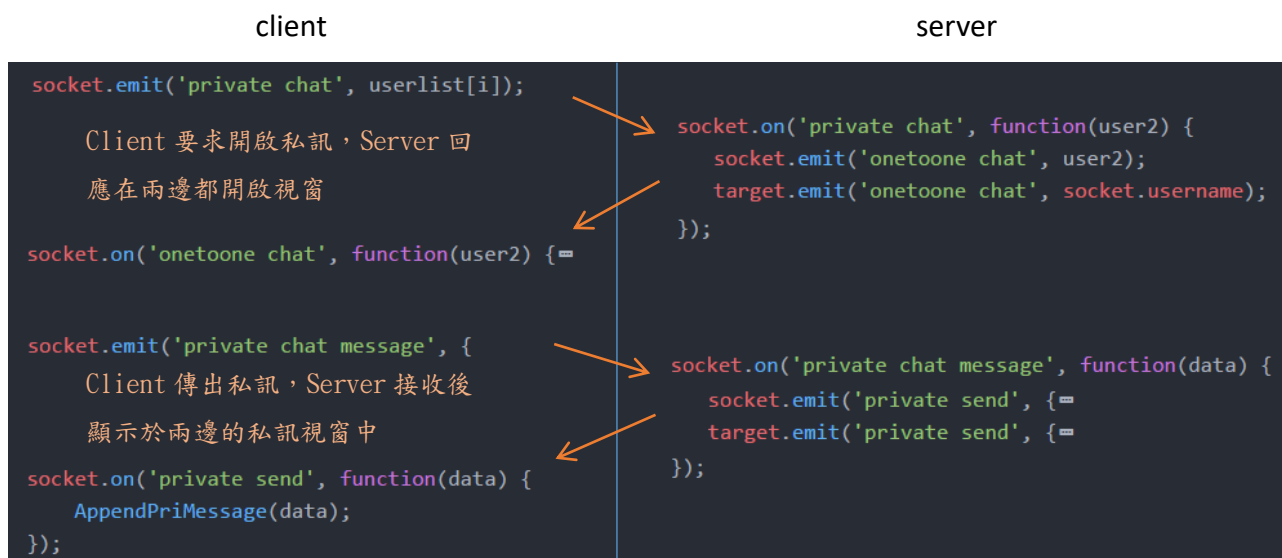 client
server
socket.emit('private chat', userlist[i]);
Client 要求開啟私訊，Server 回
應在兩邊都開啟視窗
socket.on('onetoone chat', function(user2) {
socket.emit('private chat message', {
Client 傳出私訊，Server 接收後
顯示於兩邊的私訊視窗中
socket.on('private send', function(data) {
AppendPriMessage(data);
});
socket.on('private chat', function(user2) {
socket.emit('onetoone chat', user2);
target.emit('onetoone chat', socket.username);
});
socket.on('private chat message', function(data) {
socket.emit('private send', {
target.emit('private send', {
});